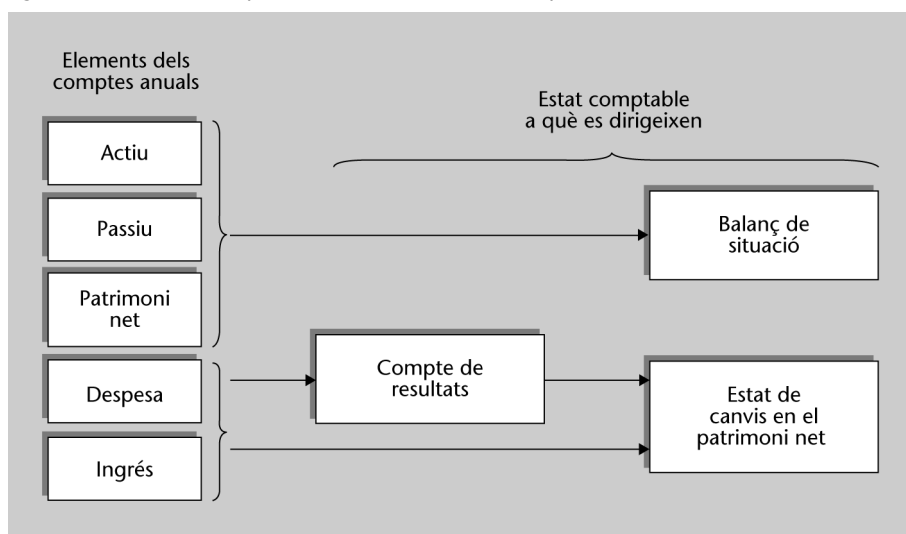 Elements dels
comptes anuals
Estat comptable
a què es dirigeixen
Actiu
Passiu
Patrimoni
net
Despesa
Ingrés
Balanç de
situació
Compte de
resultats
Estat de
canvis en el
patrimoni net